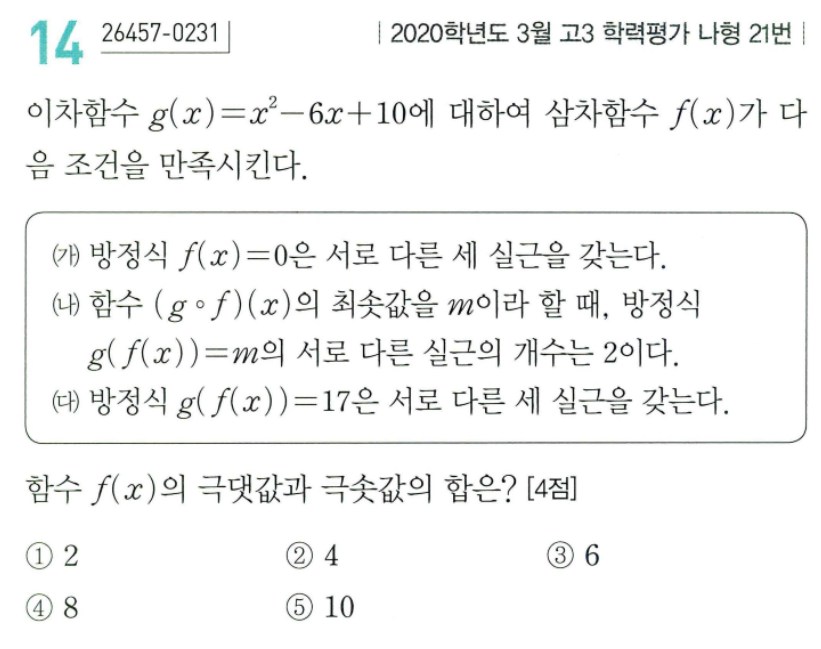 14 26457-0231 | 2020학년도 3월 고3 학력평가 나형 21번 |
이차함수 g(x)=x²-6x+10에 대하여 삼차함수 f(x)가 다
음 조건을 만족시킨다.
㈎ 방정식 f(x)=0은 서로 다른 세 실근을 갖는다.
㈏ 함수 (g∘f)(x)의 최솟값을 m이라 할 때, 방정식
g(f(x))=m의 서로 다른 실근의 개수는 2이다.
㈐ 방정식 g(f(x))=17은 서로 다른 세 실근을 갖는다.
함수 f(x)의 극댓값과 극솟값의 합은? [4점]
① 2 ② 4 ③ 6
④ 8 ⑤ 10